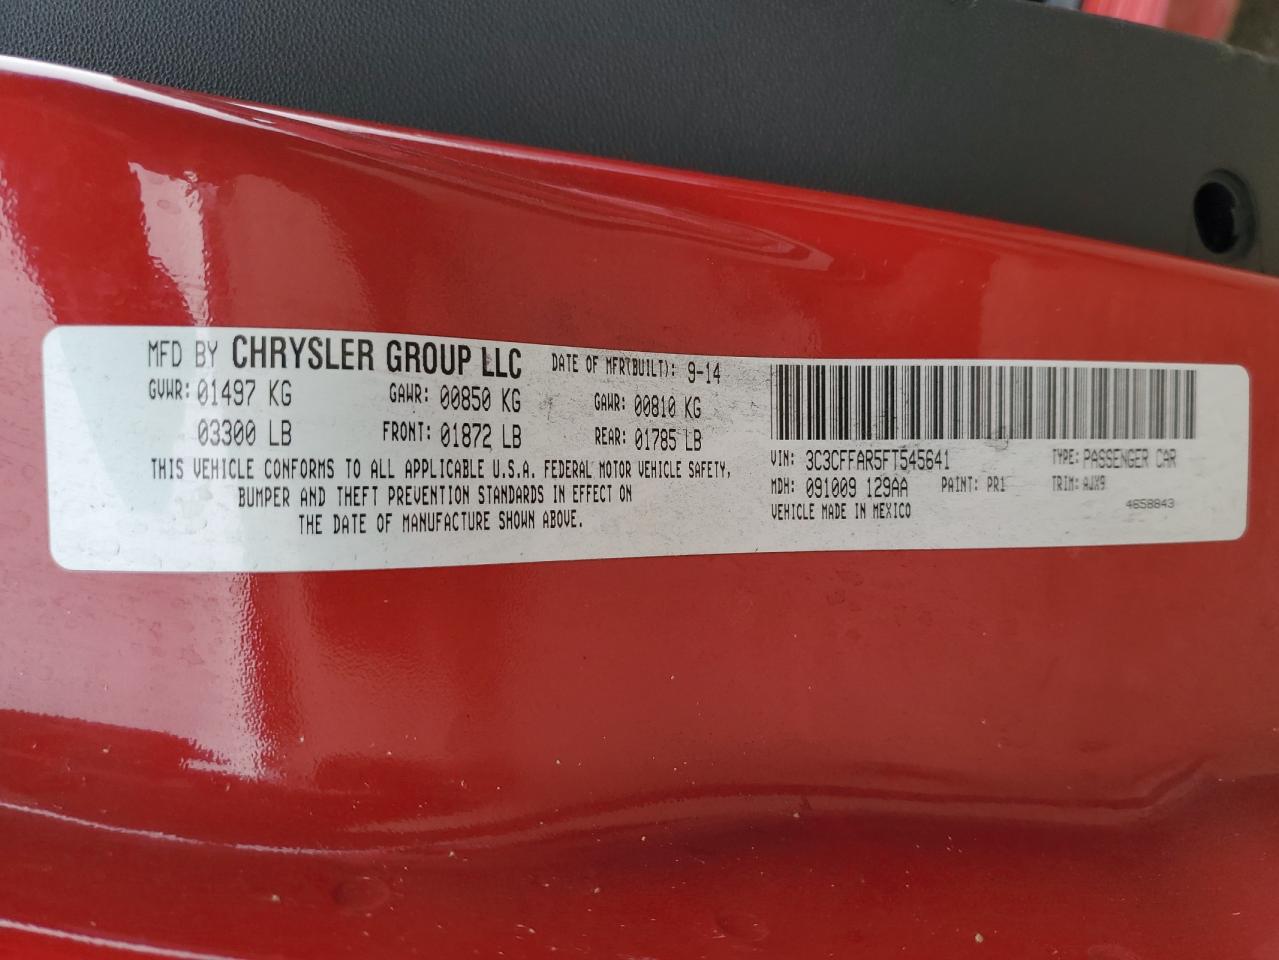 MFD BY CHRYSLER GROUP LLC DATE OF MFR(BUILT): 9-14
GVWR: 01497 KG GAWR: 00850 KG GAWR: 00810 KG
03300 LB FRONT: 01872 LB REAR: 01785 LB
THIS VEHICLE CONFORMS TO ALL APPLICABLE U.S.A. FEDERAL MOTOR VEHICLE SAFETY,
BUMPER AND THEFT PREVENTION STANDARDS IN EFFECT ON
THE DATE OF MANUFACTURE SHOWN ABOVE.
VIN: 3C3CFFAR5FT545641 TYPE: PASSENGER CAR
MDH: 091009 129AA PAINT: PR1 TRIM: AJX9
VEHICLE MADE IN MEXICO 4658843